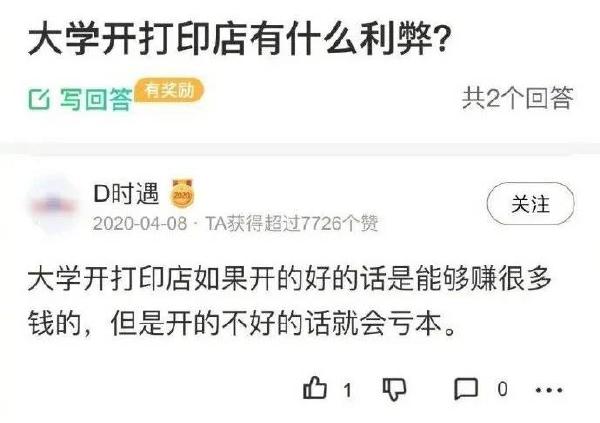 大学开打印店有什么利弊?
写回答
有奖励
共2个回答
D时遇
2020
2020-04-08 · TA获得超过7726个赞
关注
大学开打印店如果开的好的话是能够赚很多
钱的，但是开的不好的话就会亏本。
1
0